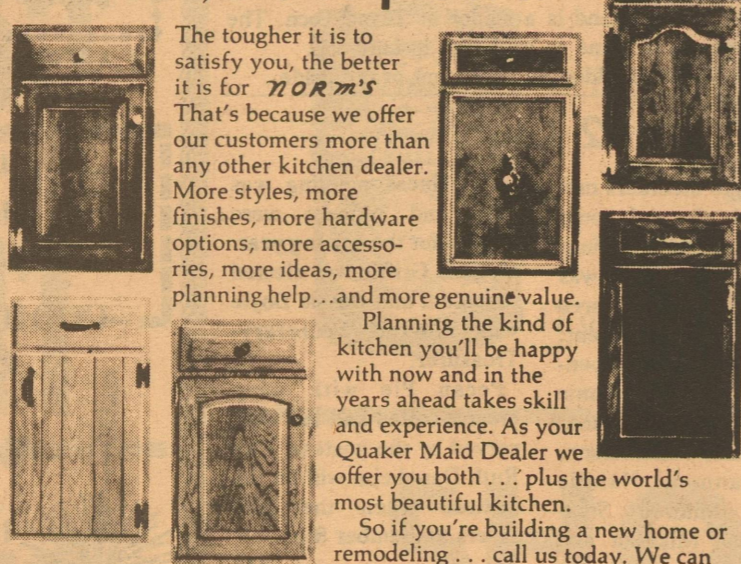 The tougher it is to
satisfy you, the better
it is for NORM'S
That's because we offer
our customers more than
any other kitchen dealer.
More styles, more
finishes, more hardware
options, more accesso-
ries, more ideas, more
planning help...and more genuine value.
Planning the kind of
kitchen you'll be happy
with now and in the
years ahead takes skill
and experience. As your
Quaker Maid Dealer we
offer you both . . . plus the world's
most beautiful kitchen.
So if you're building a new home or
remodeling . . . call us today. We can